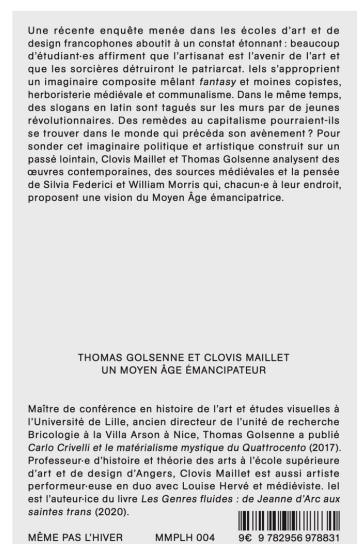 Une récente enquête menée dans les écoles d'art et de
design francophones aboutit à un constat étonnant : beaucoup
d'étudiant·es affirment que l'artisanat est l'avenir de l'art et
que les sorcières détruiront le patriarcat. Iels s'approprient
un imaginaire composite mêlant fantasy et moines copistes,
herboristerie médiévale et communalisme. Dans le même temps,
des slogans en latin sont tagués sur les murs par de jeunes
révolutionnaires. Des remèdes au capitalisme pourraient-ils
se trouver dans le monde qui précéda son avènement ? Pour
sonder cet imaginaire politique et artistique construit sur un
passé lointain, Clovis Maillet et Thomas Golsenne analysent des
œuvres contemporaines, des sources médiévales et la pensée
de Silvia Federici et William Morris qui, chacun·e à leur endroit,
proposent une vision du Moyen Âge émancipatrice.
THOMAS GOLSENNE ET CLOVIS MAILLET
UN MOYEN ÂGE ÉMANCIPATEUR
Maître de conférence en histoire de l'art et études visuelles à
l'Université de Lille, ancien directeur de l'unité de recherche
Bricologie à la Villa Arson à Nice, Thomas Golsenne a publié
Carlo Crivelli et le matérialisme mystique du Quattrocento (2017).
Professeur·e d'histoire et théorie des arts à l'école supérieure
d'art et de design d'Angers, Clovis Maillet est aussi artiste
performeur·euse en duo avec Louise Hervé et médiéviste. Iel
est l'auteur·ice du livre Les Genres fluides : de Jeanne d'Arc aux
saintes trans (2020).
MÊME PAS L'HIVER MMPLH 004 9€ 9 782956 978831